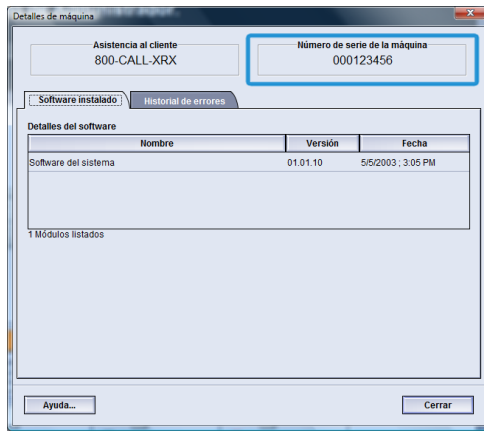 Detalles de máquina
Asistencia al cliente
800-CALL-XRX
Número de serie de la máquina
000123456
Software instalado
Historial de errores
Detalles del software
Nombre Versión Fecha
Software del sistema 01.01.10 5/5/2003 ; 3:05 PM
1 Módulos listados
Ayuda... Cerrar